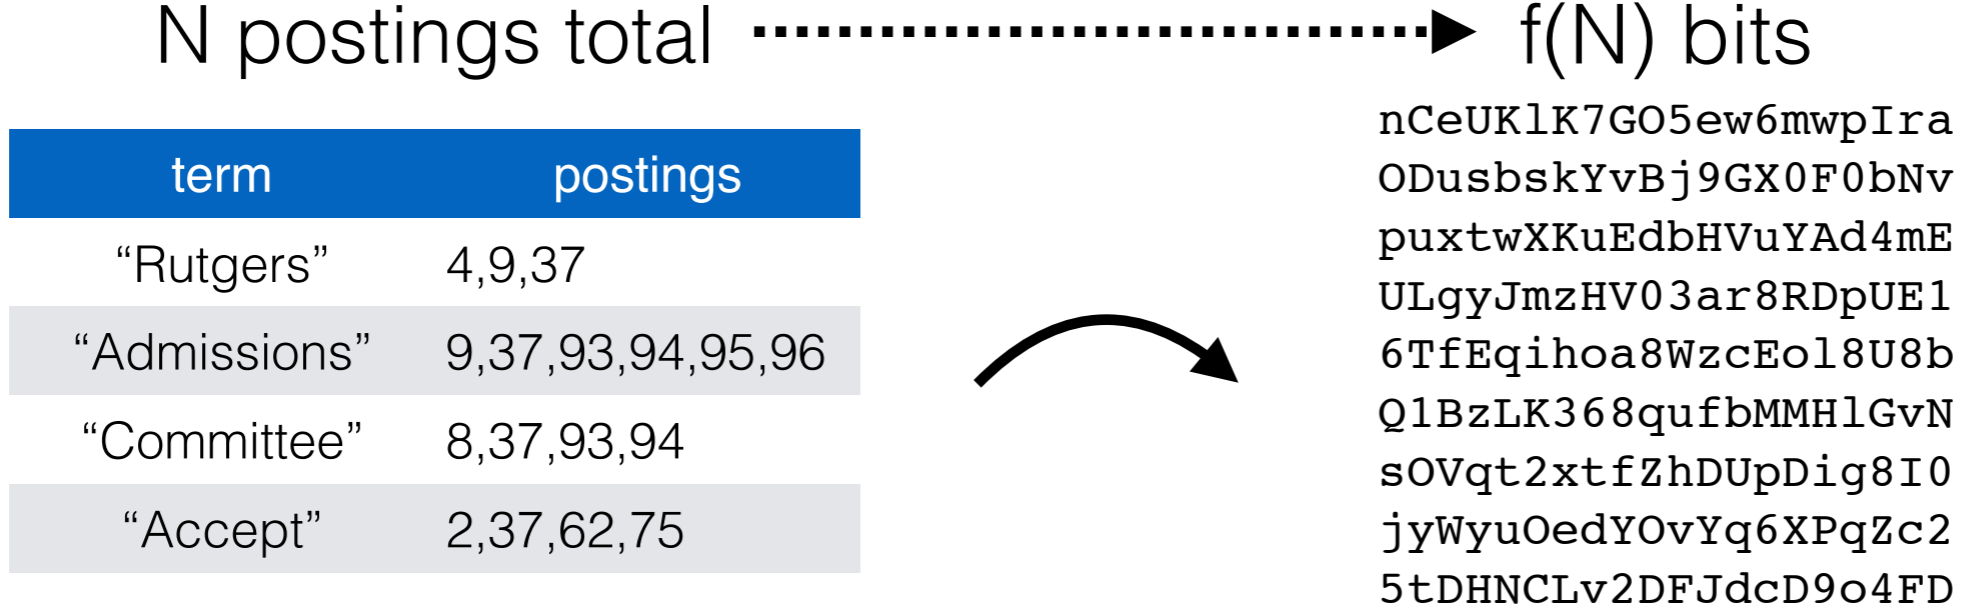 N postings total f(N) bits
term postings
“Rutgers” 4,9,37
“Admissions” 9,37,93,94,95,96
“Committee” 8,37,93,94
“Accept” 2,37,62,75
nCeUKlK7GO5ew6mwpIra
ODusbskYvBj9GX0F0bNv
puxtwXKuEdbHVuYAd4mE
ULgyJmzHV03ar8RDpUE1
6TfEqihoa8WzcEol8U8b
Q1BzLK368qufbMMHlGvN
sOVqt2xtfZhDUpDig8I0
jyWyuOedYOvYq6XPqZc2
5tDHNCLv2DFJdcD9o4FD